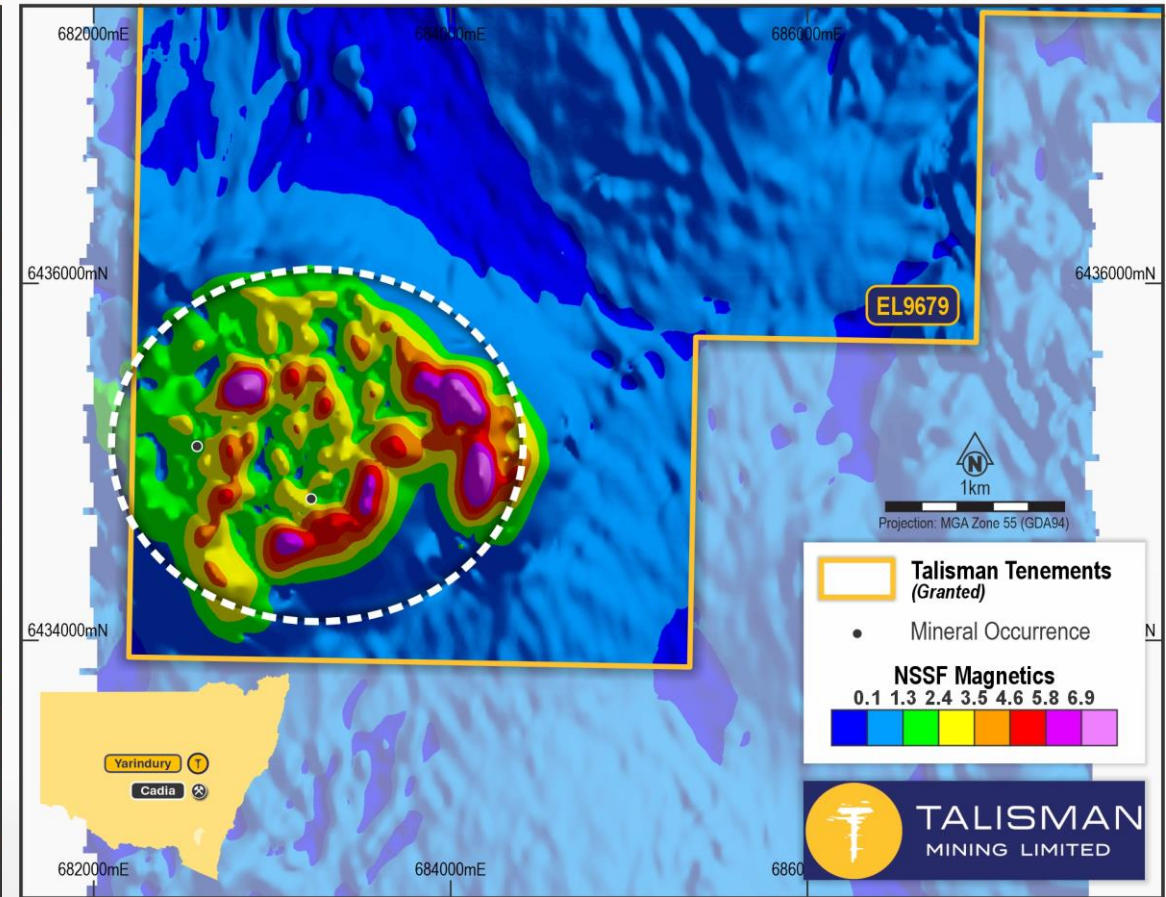 682000mE
684000mE
686000mE
6436000mN
6436000mN
EL9679
N
1km
Projection: MGA Zone 55 (GDA94)
Talisman Tenements
(Granted)
Mineral Occurrence
NSSF Magnetics
0.1 1.3 2.4 3.5 4.6 5.8 6.9
6434000mN
N
Yarindury
Cadia
TALISMAN
MINING LIMITED
682000mE
684000mE
6860